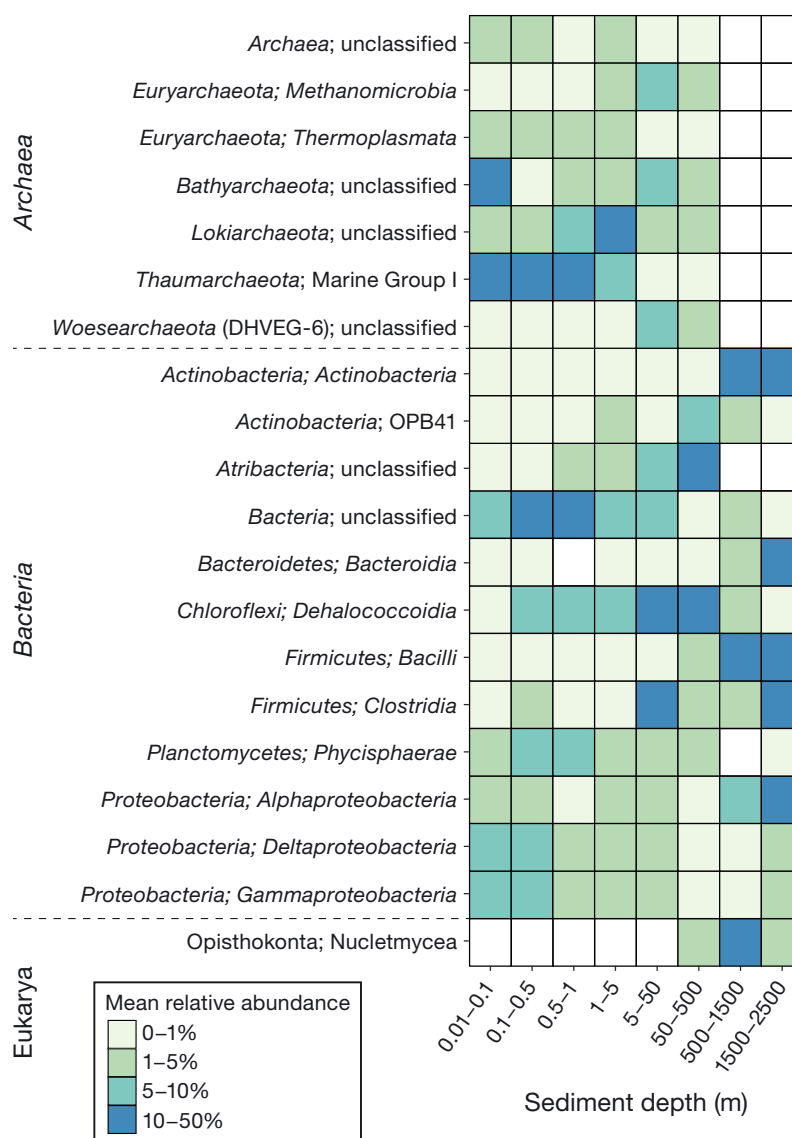 Archaea
Archaea; unclassified
Euryarchaeota; Methanomicrobia
Euryarchaeota; Thermoplasmata
Bathyarchaeota; unclassified
Lokiarchaeota; unclassified
Thaumarchaeota; Marine Group I
Woesearchaeota (DHVEG-6); unclassified
Bacteria
Actinobacteria; Actinobacteria
Actinobacteria; OPB41
Atribacteria; unclassified
Bacteria; unclassified
Bacteroidetes; Bacteroidia
Chloroflexi; Dehalococcoidia
Firmicutes; Bacilli
Firmicutes; Clostridia
Planctomycetes; Phycisphaerae
Proteobacteria; Alphaproteobacteria
Proteobacteria; Deltaproteobacteria
Proteobacteria; Gammaproteobacteria
Eukarya
Opisthokonta; Nucletmycea
Mean relative abundance
0–1%
1–5%
5–10%
10–50%
0.01–0.1
0.1–0.5
0.5–1
1–5
5–50
50–500
500–1500
1500–2500
Sediment depth (m)